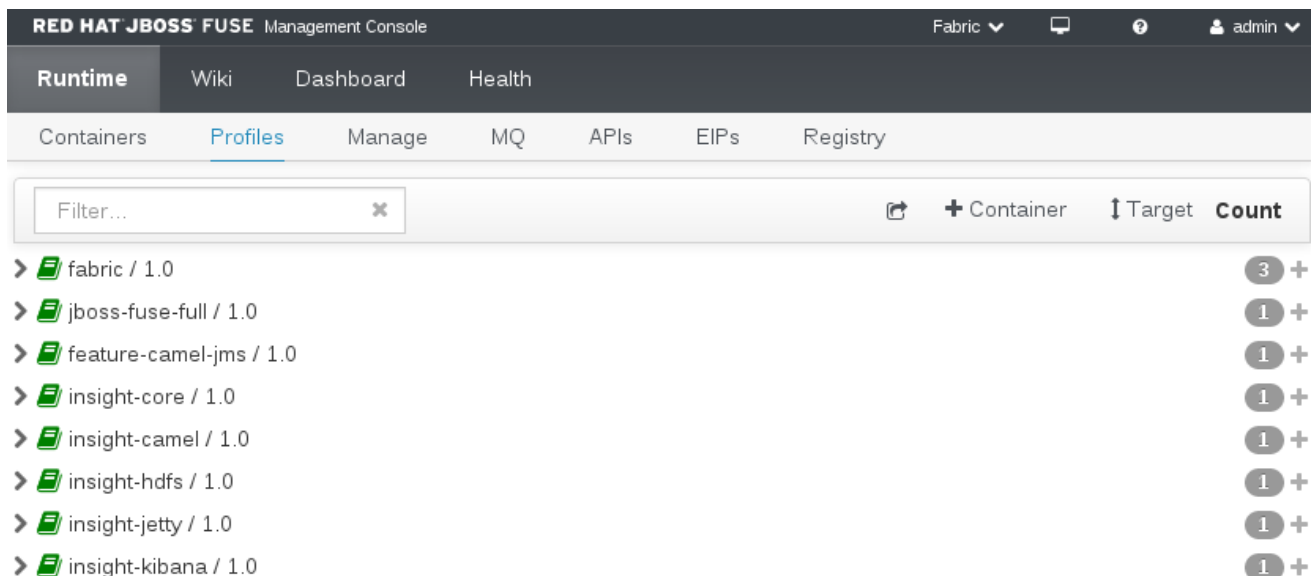 RED HAT JBOSS FUSE Management Console Fabric admin
Runtime Wiki Dashboard Health
Containers Profiles Manage MQ APIs EIPs Registry
Filter... Container Target Count
fabric / 1.0 3
jboss-fuse-full / 1.0 1
feature-camel-jms / 1.0 1
insight-core / 1.0 1
insight-camel / 1.0 1
insight-hdfs / 1.0 1
insight-jetty / 1.0 1
insight-kibana / 1.0 1